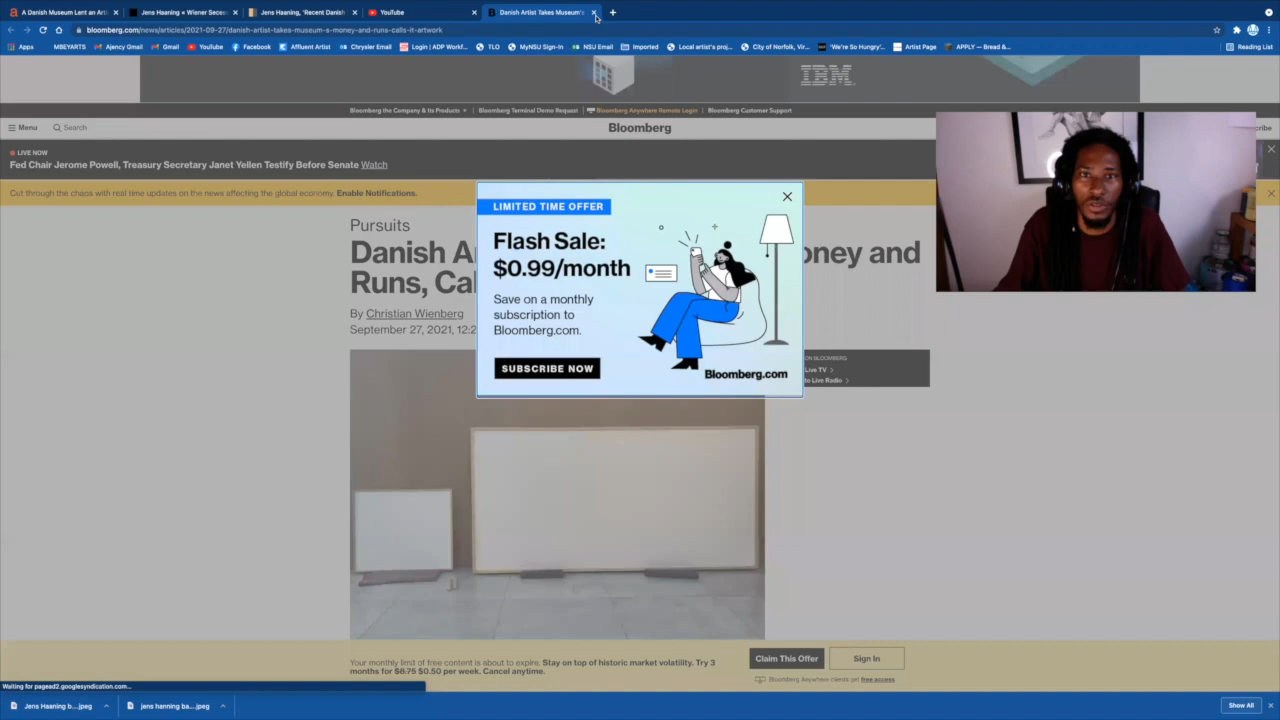 A Danish Museum Lent an Arti
Jens Haaning « Wiener Secess
Jens Haaning, 'Recent Danish
YouTube
Danish Artist Takes Museum's
bloomberg.com/news/articles/2021-09-27/danish-artist-takes-museum-s-money-and-runs-calls-it-artwork
Apps
MBEYARTS
Ajency Gmail
Gmail
YouTube
Facebook
Affluent Artist
Chrysler Email
Login | ADP Workf...
TLO
MyNSU Sign-In
NSU Email
Imported
Local artist's proj...
City of Norfolk, Vir...
'We're So Hungry'...
Artist Page
APPLY — Bread &...
Reading List
IBM
Bloomberg the Company & Its Products
Bloomberg Terminal Demo Request
Bloomberg Anywhere Remote Login
Bloomberg Customer Support
Menu
Search
Bloomberg
cribe
LIVE NOW
Fed Chair Jerome Powell, Treasury Secretary Janet Yellen Testify Before Senate Watch
Cut through the chaos with real time updates on the news affecting the global economy. Enable Notifications.
Pursuits
Danish A
oney and
Runs, Cal
By Christian Wienberg
September 27, 2021, 12:2
LIMITED TIME OFFER
Flash Sale:
$0.99/month
Save on a monthly
subscription to
Bloomberg.com.
SUBSCRIBE NOW
Bloomberg.com
ON BLOOMBERG
Live TV
to Live Radio
Your monthly limit of free content is about to expire. Stay on top of historic market volatility. Try 3
months for $8.75 $0.50 per week. Cancel anytime.
Claim This Offer
Sign In
Bloomberg Anywhere clients get free access
Waiting for pagead2.googlesyndication.com...
Jens Haaning b....jpeg
jens hanning ba....jpeg
Show All